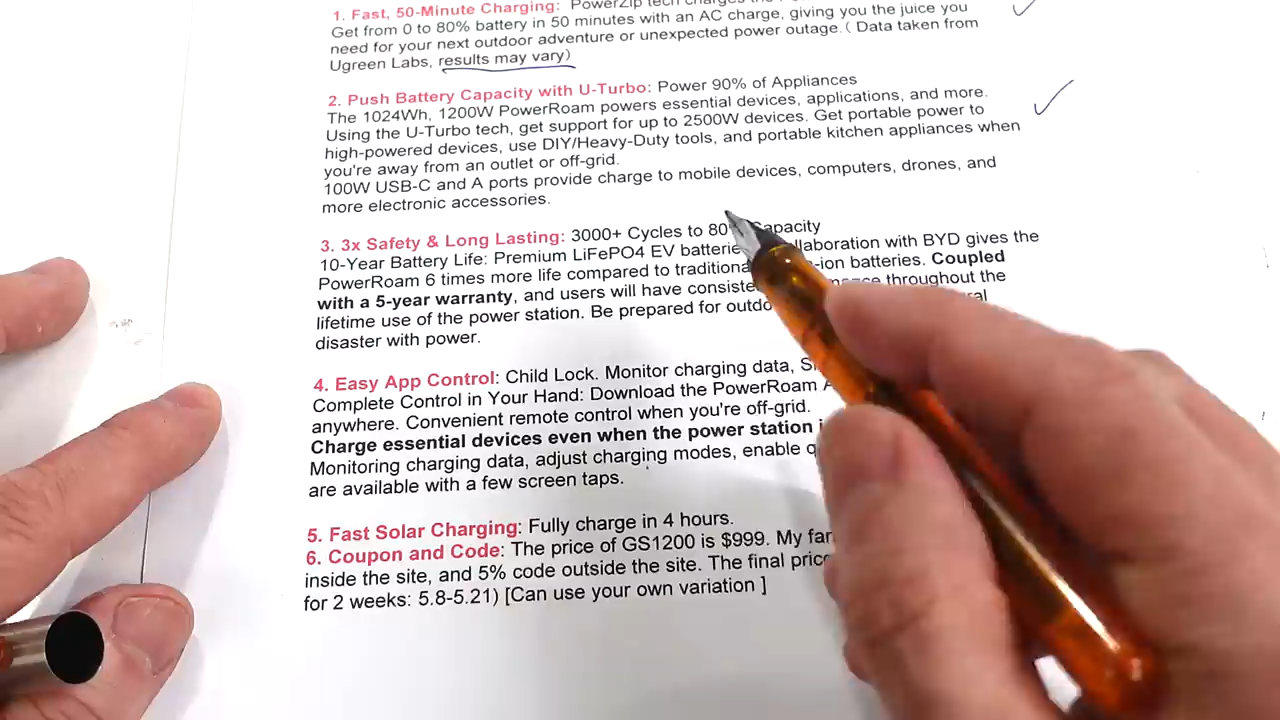 1. Fast, 50-Minute Charging: PowerZip tech charges the
Get from 0 to 80% battery in 50 minutes with an AC charge, giving you the juice you
need for your next outdoor adventure or unexpected power outage. ( Data taken from
Ugreen Labs, results may vary)
2. Push Battery Capacity with U-Turbo: Power 90% of Appliances
The 1024Wh, 1200W PowerRoam powers essential devices, applications, and more.
Using the U-Turbo tech, get support for up to 2500W devices. Get portable power to
high-powered devices, use DIY/Heavy-Duty tools, and portable kitchen appliances when
you're away from an outlet or off-grid.
100W USB-C and A ports provide charge to mobile devices, computers, drones, and
more electronic accessories.
3. 3x Safety & Long Lasting: 3000+ Cycles to 80% Capacity
10-Year Battery Life: Premium LiFePO4 EV batteries collaboration with BYD gives the
PowerRoam 6 times more life compared to traditional -ion batteries. Coupled
with a 5-year warranty, and users will have consistent throughout the
lifetime use of the power station. Be prepared for
disaster with power.
4. Easy App Control: Child Lock. Monitor charging data,
Complete Control in Your Hand: Download the PowerRoam
anywhere. Convenient remote control when you're off-grid.
Charge essential devices even when the power station
Monitoring charging data, adjust charging modes, enable
are available with a few screen taps.
5. Fast Solar Charging: Fully charge in 4 hours.
6. Coupon and Code: The price of GS1200 is $999. My
inside the site, and 5% code outside the site. The final
for 2 weeks: 5.8-5.21) [Can use your own variation ]